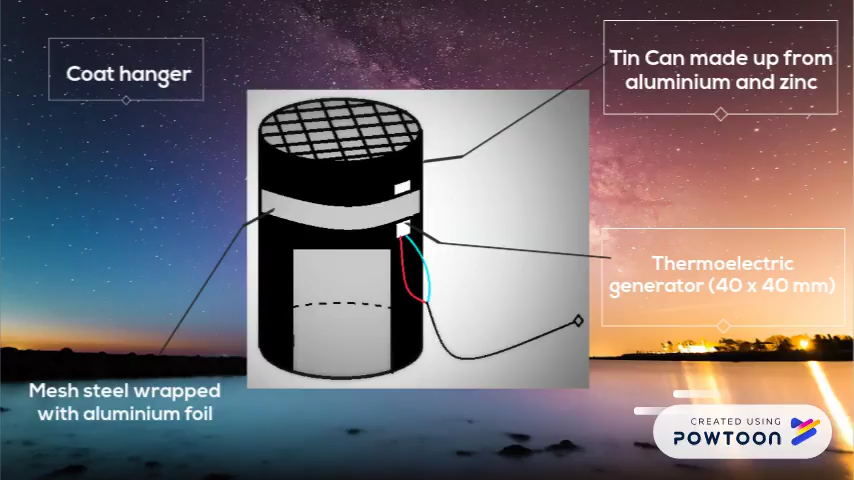 Coat hanger
Tin Can made up from
aluminium and zinc
Thermoelectric
generator (40 x 40 mm)
Mesh steel wrapped
with aluminium foil
CREATED USING
POWTOON